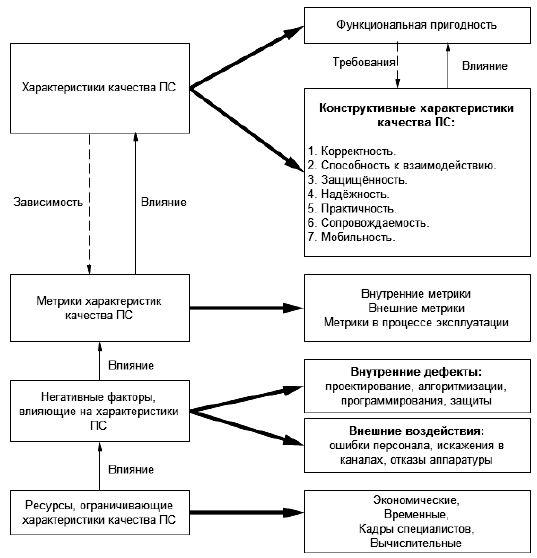 Функциональная пригодность
Требования
Влияние
Характеристики качества ПС
Конструктивные характеристики
качества ПС:
1. Корректность.
2. Способность к взаимодействию.
3. Защищённость.
4. Надёжность.
5. Практичность.
6. Сопровождаемость.
7. Мобильность.
Зависимость
Влияние
Метрики характеристик
качества ПС
Внутренние метрики
Внешние метрики
Метрики в процессе эксплуатации
Влияние
Негативные факторы,
влияющие на характеристики
ПС
Внутренние дефекты:
проектирование, алгоритмизации,
программирования, защиты
Внешние воздействия:
ошибки персонала, искажения в
каналах, отказы аппаратуры
Влияние
Ресурсы, ограничивающие
характеристики качества ПС
Экономические,
Временные,
Кадры специалистов,
Вычислительные